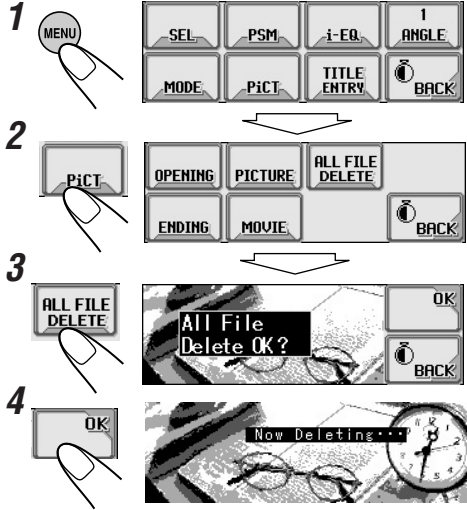 1
MENU
SEL PSM i-EQ 1 ANGLE
MODE PiCT TITLE ENTRY BACK
2
PiCT
OPENING PICTURE ALL FILE DELETE
ENDING MOVIE BACK
3
ALL FILE
DELETE
All File
Delete OK?
OK
BACK
4
OK
Now Deleting···